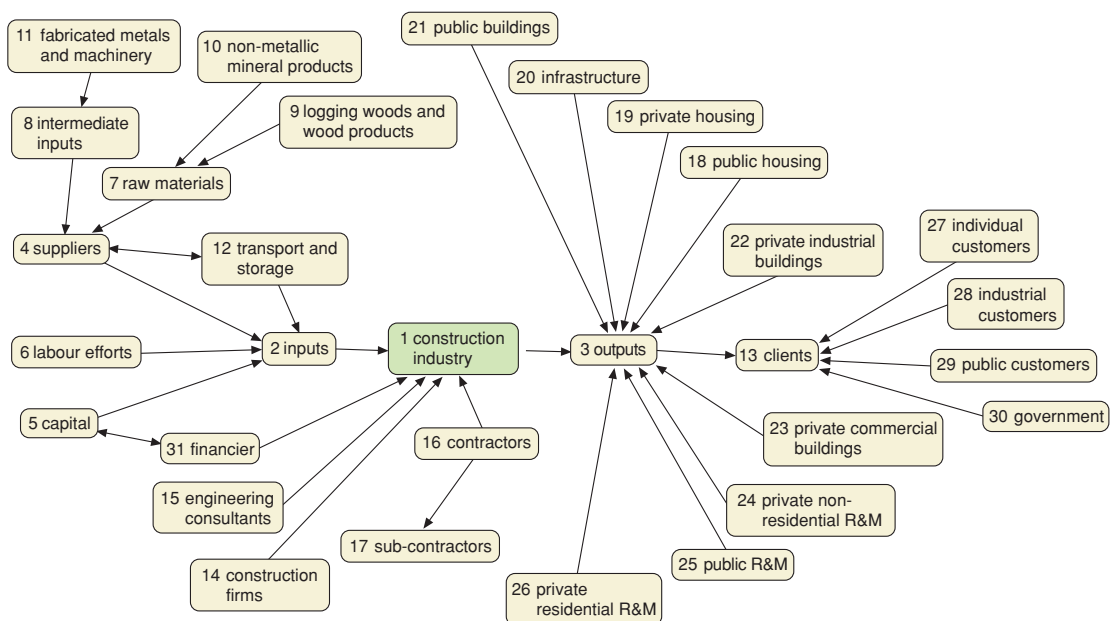 11 fabricated metals
and machinery
10 non-metallic
mineral products
21 public buildings
20 infrastructure
8 intermediate
inputs
9 logging woods and
wood products
19 private housing
7 raw materials
18 public housing
4 suppliers
12 transport and
storage
22 private industrial
buildings
27 individual
customers
28 industrial
customers
6 labour efforts
2 inputs
1 construction
industry
3 outputs
13 clients
29 public customers
5 capital
31 financier
16 contractors
23 private commercial
buildings
30 government
15 engineering
consultants
24 private non-
residential R&M
17 sub-contractors
25 public R&M
14 construction
firms
26 private
residential R&M